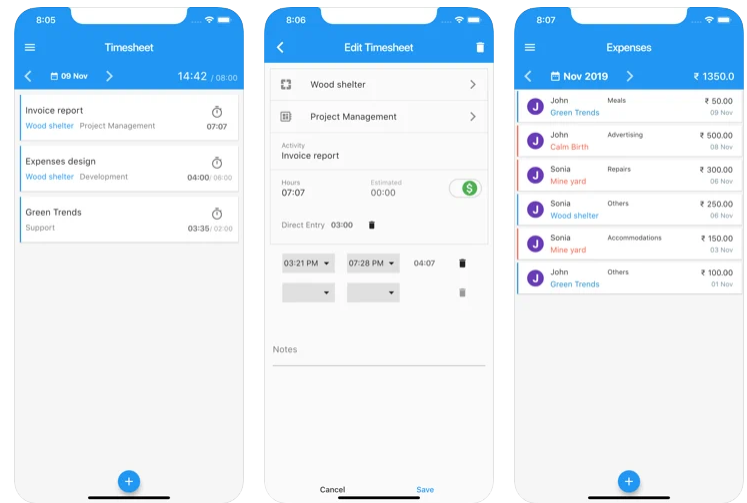 8:05
Timesheet
09 Nov
14:42 / 08:00
Invoice report
Wood shelter Project Management
07:07
Expenses design
Wood shelter Development
04:00/ 08:00
Green Trends
Support
03:35/ 02:00
+
8:06
Edit Timesheet
Wood shelter
Project Management
Activity
Invoice report
Hours
Estimated
07:07
00:00
$
Direct Entry 03:00
03:21 PM
07:28 PM
04:07
Notes
Cancel
Save
8:07
Expenses
Nov 2019
₹ 1350.0
J
John
Meals
₹ 50.00
Green Trends
09 Nov
J
John
Advertising
₹ 500.00
Calm Birth
08 Nov
J
Sonia
Repairs
₹ 300.00
Mine yard
06 Nov
J
Sonia
Others
₹ 250.00
Wood shelter
06 Nov
J
Sonia
Accommodations
₹ 150.00
Mine yard
03 Nov
J
John
Others
₹ 100.00
Green Trends
01 Nov
+